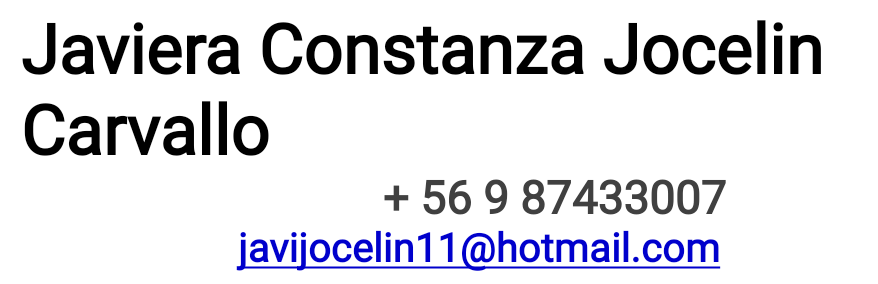 Javiera Constanza Jocelin
Carvallo
+ 56 9 87433007
javijocelin11@hotmail.com